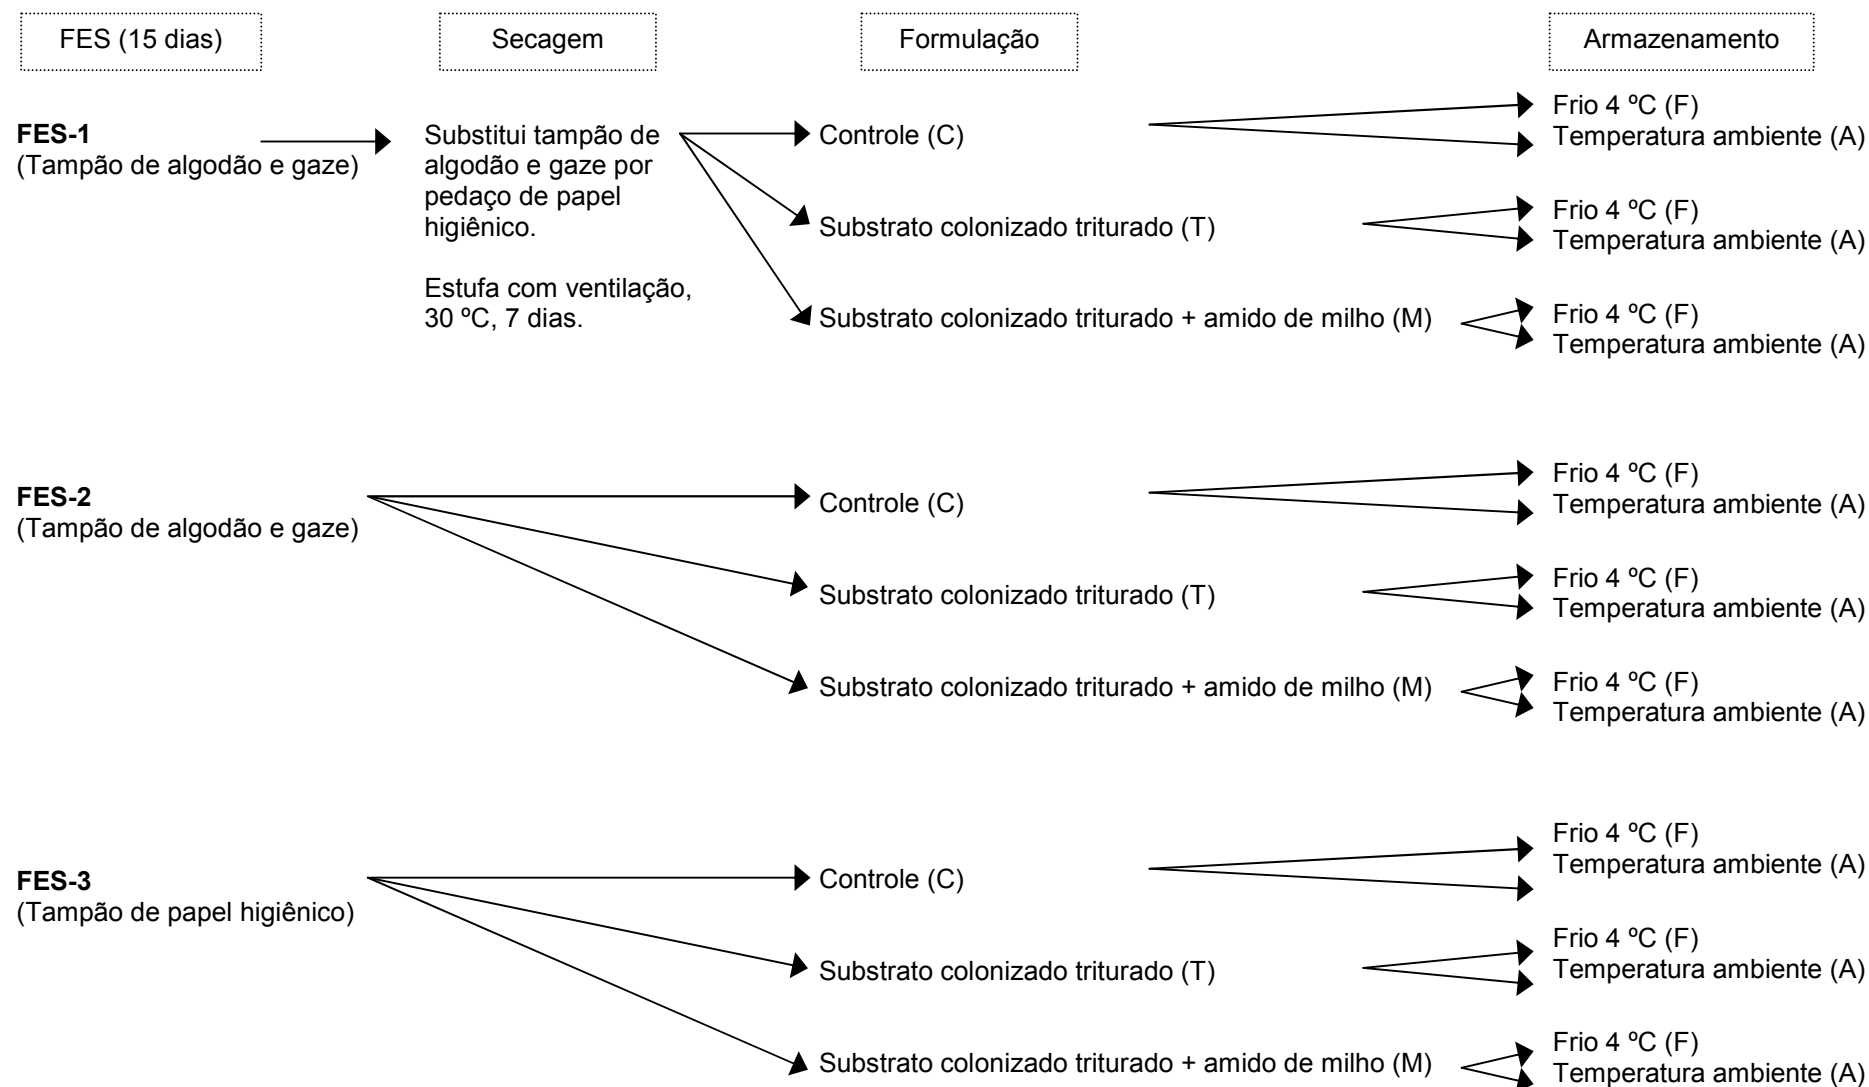 FES (15 dias)
Secagem
Formulação
Armazenamento
FES-1
(Tampão de algodão e gaze)
Substitui tampão de
algodão e gaze por
pedaço de papel
higiênico.
Estufa com ventilação,
30 ºC, 7 dias.
Controle (C)
Frio 4 ºC (F)
Temperatura ambiente (A)
Substrato colonizado triturado (T)
Frio 4 ºC (F)
Temperatura ambiente (A)
Substrato colonizado triturado + amido de milho (M)
Frio 4 ºC (F)
Temperatura ambiente (A)
FES-2
(Tampão de algodão e gaze)
Controle (C)
Frio 4 ºC (F)
Temperatura ambiente (A)
Substrato colonizado triturado (T)
Frio 4 ºC (F)
Temperatura ambiente (A)
Substrato colonizado triturado + amido de milho (M)
Frio 4 ºC (F)
Temperatura ambiente (A)
FES-3
(Tampão de papel higiênico)
Controle (C)
Frio 4 ºC (F)
Temperatura ambiente (A)
Substrato colonizado triturado (T)
Frio 4 ºC (F)
Temperatura ambiente (A)
Substrato colonizado triturado + amido de milho (M)
Frio 4 ºC (F)
Temperatura ambiente (A)